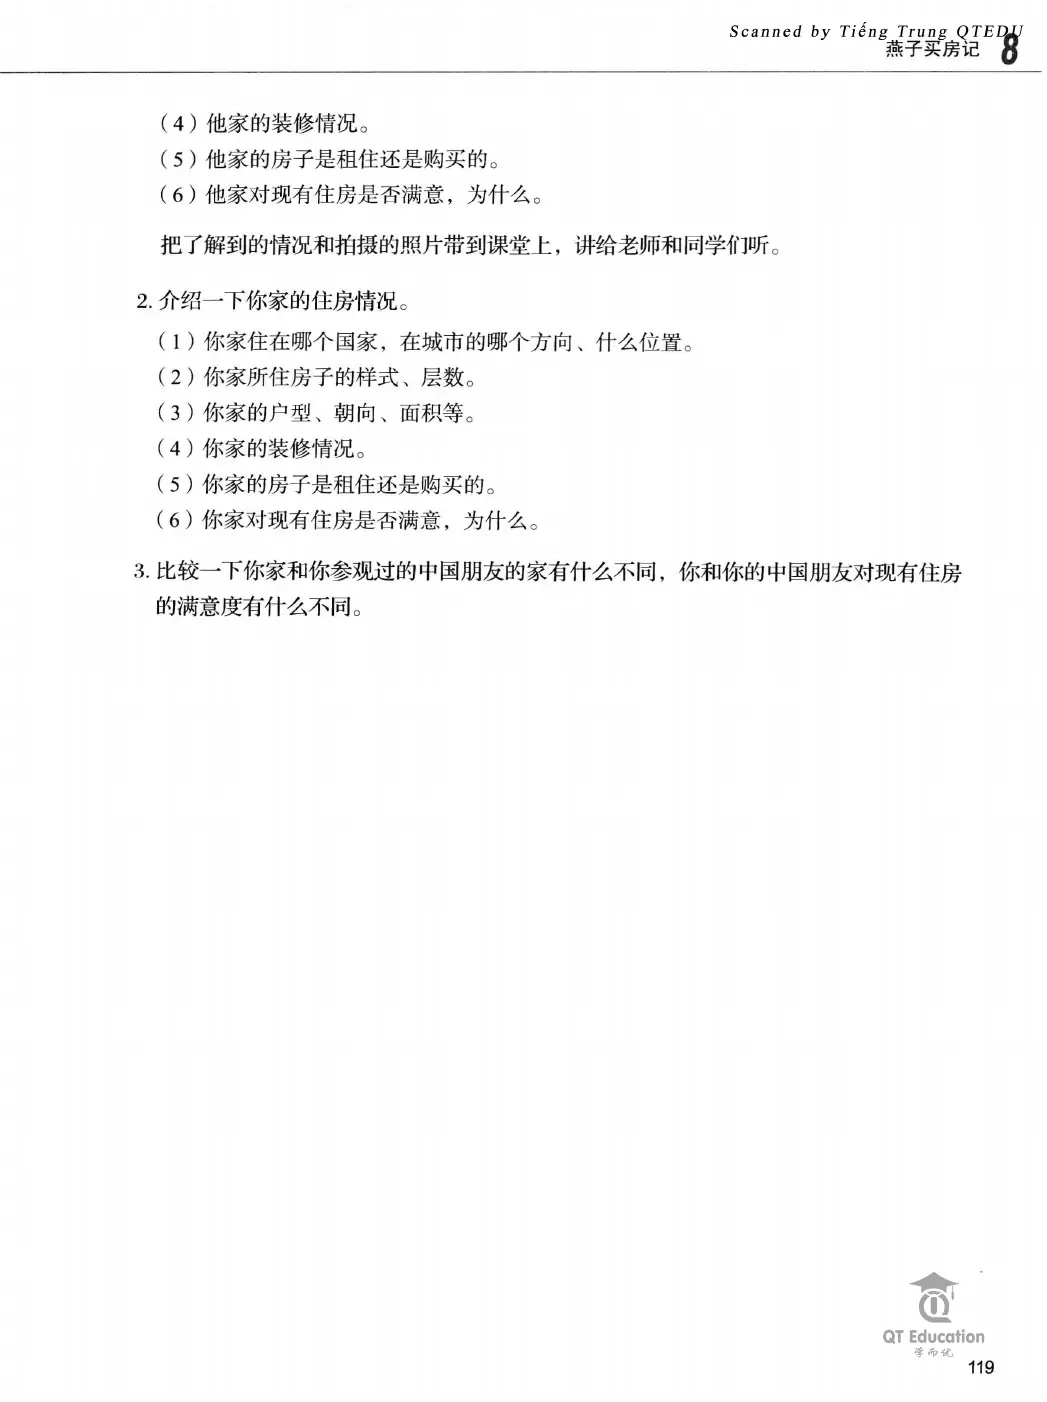 Scanned by Tiếng Trung QTEDU
燕子买房记 8
（4）他家的装修情况。
（5）他家的房子是租住还是购买的。
（6）他家对现有住房是否满意，为什么。
把了解到的情况和拍摄的照片带到课堂上，讲给老师和同学们听。
2. 介绍一下你家的住房情况。
（1）你家住在哪个国家，在城市的哪个方向、什么位置。
（2）你家所住房子的样式、层数。
（3）你家的户型、朝向、面积等。
（4）你家的装修情况。
（5）你家的房子是租住还是购买的。
（6）你家对现有住房是否满意，为什么。
3. 比较一下你家和你参观过的中国朋友的家有什么不同，你和你的中国朋友对现有住房
的满意度有什么不同。
QT Education
学而优
119